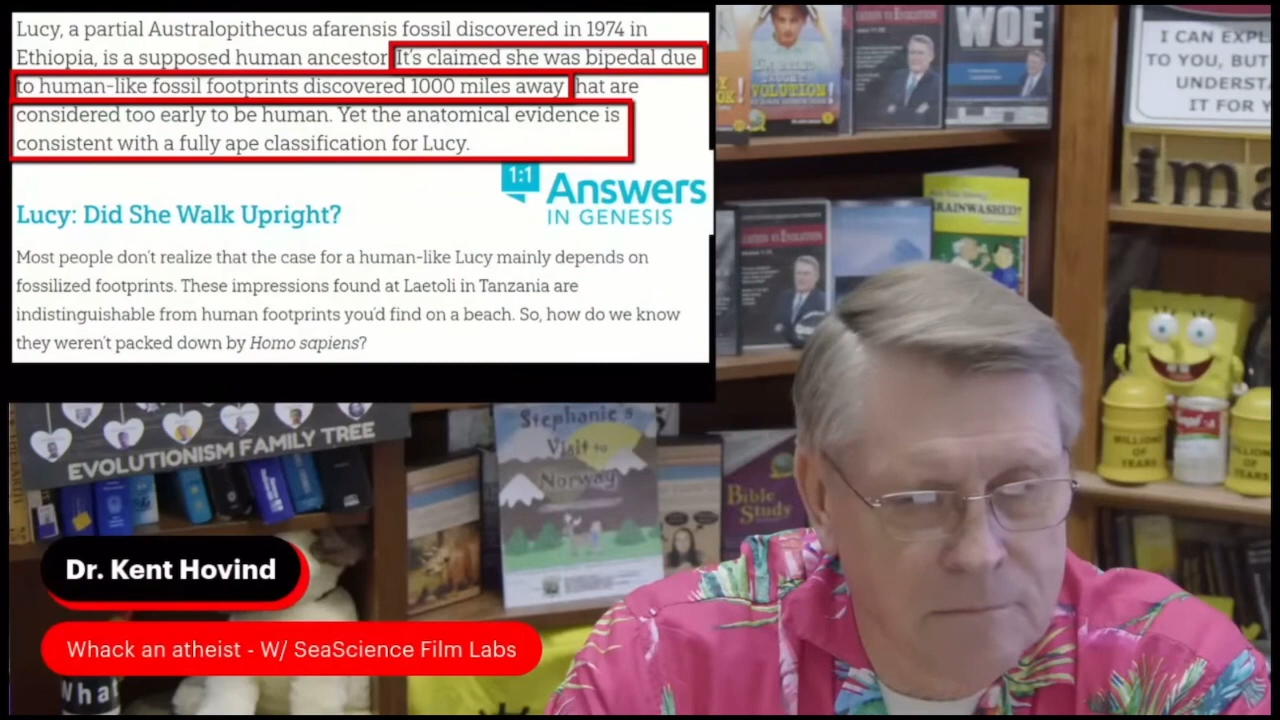 Lucy, a partial Australopithecus afarensis fossil discovered in 1974 in
Ethiopia, is a supposed human ancestor
It's claimed she was bipedal due
to human-like fossil footprints discovered 1000 miles away
hat are
considered too early to be human. Yet the anatomical evidence is
consistent with a fully ape classification for Lucy.
1:1
Answers
IN GENESIS
Lucy: Did She Walk Upright?
Most people don't realize that the case for a human-like Lucy mainly depends on
fossilized footprints. These impressions found at Laetoli in Tanzania are
indistinguishable from human footprints you'd find on a beach. So, how do we know
they weren't packed down by Homo sapiens?
WOE
I CAN EXPL
TO YOU, BUT
UNDERST
IT FOR Y
ima
BRAINWASHED?
EVOLUTIONISM FAMILY TREE
Stephanie's
Visit to
Norway
Bible
Study
MILLIONS
OF
YEARS
Dr. Kent Hovind
Whack an atheist - W/ SeaScience Film Labs
What